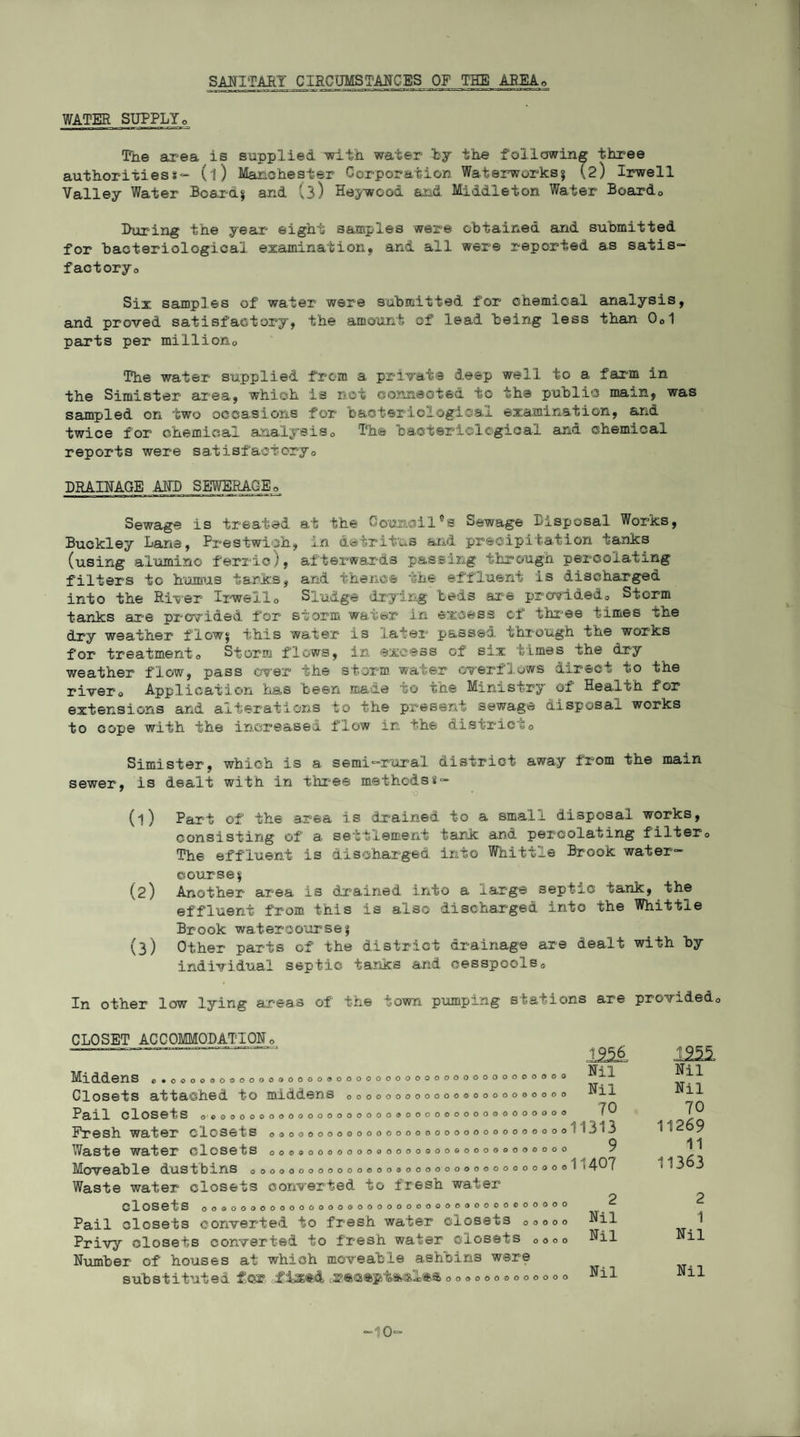 SANITARY CIRCUMSTANCES OF THE AREA.
WATER SUPPLY.
The area is supplied with water by the following three
authorities:- (1) Manchester Corporation Waterworks; (2) Irwell
Valley Water Board; and (3) Heywood and Middleton Water Board.
During the year eight samples were obtained and submitted
for bacteriological examination, and all were reported as satis-
factory.
Six samples of water were submitted for chemical analysis,
and proved satisfactory, the amount of lead being less than 0.1
parts per million.
The water supplied from a private deep well to a farm in
the Simister area, which is not connected to the public main, was
sampled on two occasions for bacteriological examination, and
twice for chemical analysis. The bacteriological and chemical
reports were satisfactory.
DRAINAGE AND SEWERAGE.
Sewage is treated at the Council's Sewage Disposal Works,
Buckley Lane, Prestwich, in detritus and precipitation tanks
(using alumino ferric), afterwards passing through percolating
filters to humus tanks, and thence the effluent is discharged
into the River Irwell. Sludge drying beds are provided. Storm
tanks are provided for storm water in excess of three times the
dry weather flow; this water is later passed through the works
for treatment. Storm flows, in excess of six times the dry
weather flow, pass over the storm water overflows direct to the
river. Application has been made to the Ministry of Health for
extensions and alterations to the present sewage disposal works
to cope with the increased flow in the district.
Simister, which is a semi-rural district away from the main
sewer, is dealt with in three methods:-
(1) Part of the area is drained to a small disposal works,
consisting of a settlement tank and percolating filter.
The effluent is discharged into Whittle Brook water-
course;
(2) Another area is drained into a large septic tank, the
effluent from this is also discharged into the Whittle
Brook watercourse;
(3) Other parts of the district drainage are dealt with by
individual septic tanks and cesspools.
In other low lying areas of the town pumping stations are provided.
CLOSET ACCOMMODATION.
1956 1955
Middens ........................................ Nil Nil
Closets attached to middens ....................... Nil Nil
Pail closets ..................................... 70 70
Fresh water closets ...............................11313 11269
Waste water closets ............................... 9 11
Moveable dustbins .................................11407 11363
Waste water closets converted to fresh water
closets ...................................... 2 2
Pail closets converted to fresh water closets ..... Nil 1
Privy closets converted to fresh water closets .... Nil Nil
Number of houses at which moveable ashbins were
substituted for fixed receptacles ............. Nil Nil
-10-